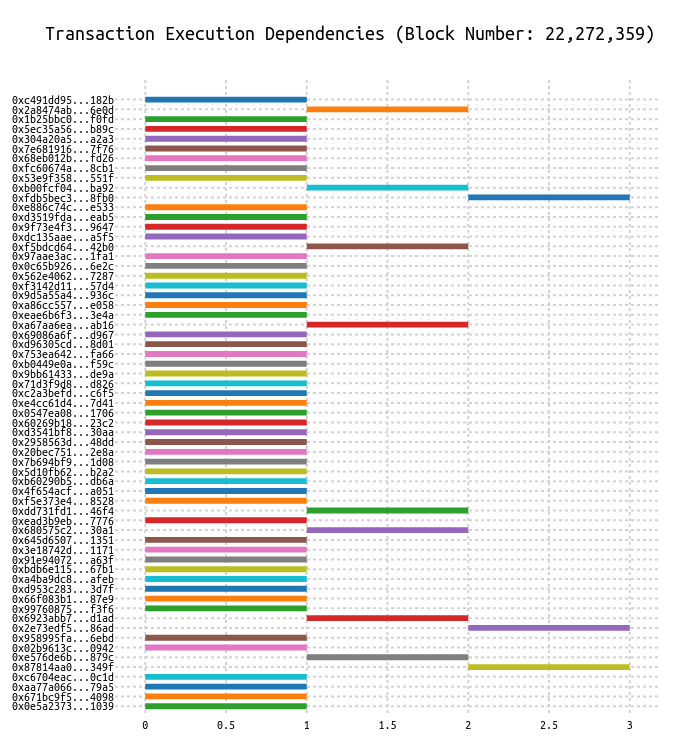 Transaction Execution Dependencies (Block Number: 22,272,359)
0xc491dd95...182b
0x2a8474ab...6e0d
0x1b25bbc0...f0fd
0x5ec35a56...b89c
0x304a20a5...a2a3
0x7e681916...7f76
0x68eb012b...fd26
0xfc60674a...8cb1
0x53e9f358...551f
0xb00fcf04...ba92
0xfdb5bec3...8fb0
0xe886c74c...e533
0xd3519fda...eab5
0x9f73e4f3...9647
0xdc135aae...a5f5
0xf5bdcd64...42b0
0x97aae3ac...1fa1
0x0c65b926...6e2c
0x562e4062...7287
0xf3142d11...57d4
0x9d5a55a4...936c
0xa86cc557...e058
0xeae6b6f3...3e4a
0xa67aa6ea...ab16
0x69086a6f...d967
0xd96305cd...8d01
0x753ea642...fa66
0xb0449e0a...f59c
0x9bb61433...de9a
0x71d3f9d8...d826
0xc2a3befd...c6f5
0xe4cc61d4...7d41
0x0547ea08...1706
0x60269b18...23c2
0xd3541bf8...30aa
0x2958563d...48dd
0x20bec751...2e8a
0x7b694bf9...1d08
0x5d10fb62...b2a2
0xb60290b5...db6a
0x4f654acf...a051
0xf5e373e4...8528
0xdd731fd1...46f4
0xead3b9eb...7776
0x680575c2...30a1
0x645d6507...1351
0x3e18742d...1171
0x91e94072...a63f
0xbdb6e115...67b1
0xa4ba9dc8...afeb
0xd953c283...3d7f
0x66f083b1...87e9
0x99760875...f3f6
0x6923abb7...d1ad
0x2e73edf5...86ad
0x958995fa...6ebd
0x02b9613c...0942
0xe576de6b...879c
0x87814aa0...349f
0xc6704eac...0c1d
0xaa77a066...79a5
0x671bc9f5...4098
0x0e5a2373...1039
0 0.5 1 1.5 2 2.5 3